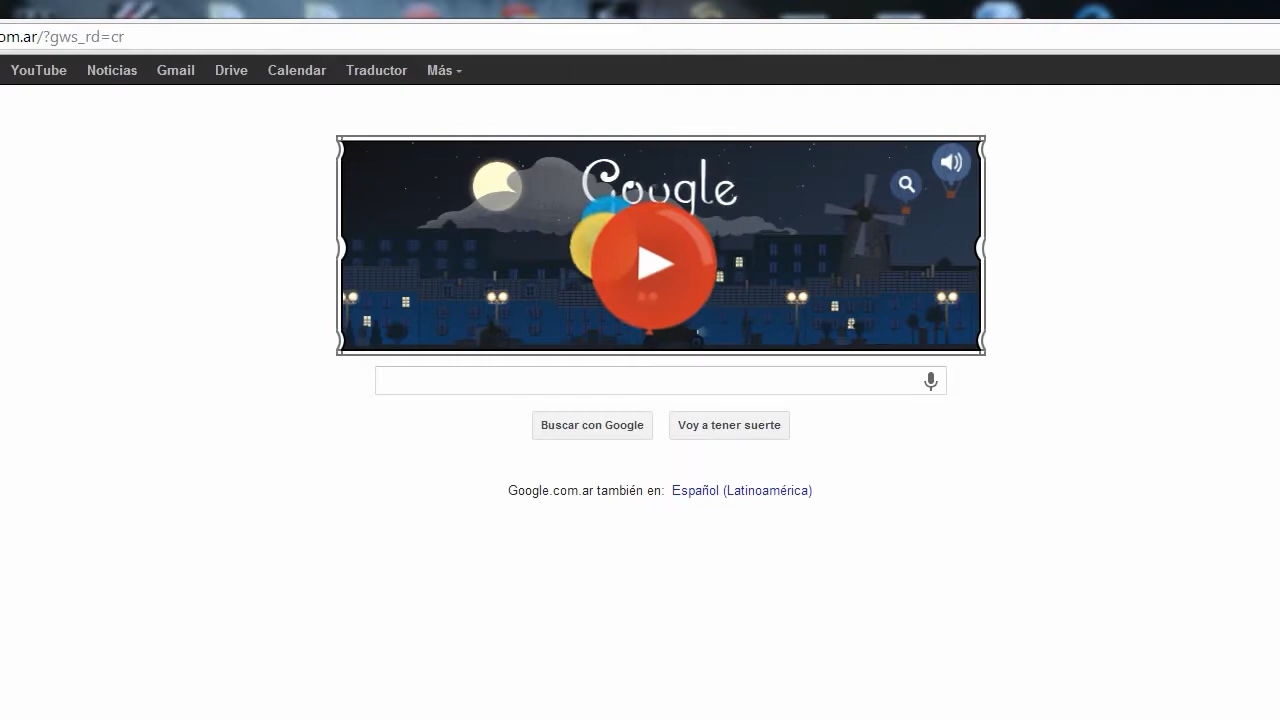 om.ar/?gws_rd=cr
YouTube Noticias Gmail Drive Calendar Traductor Más
Google
Buscar con Google Voy a tener suerte
Google.com.ar también en: Español (Latinoamérica)